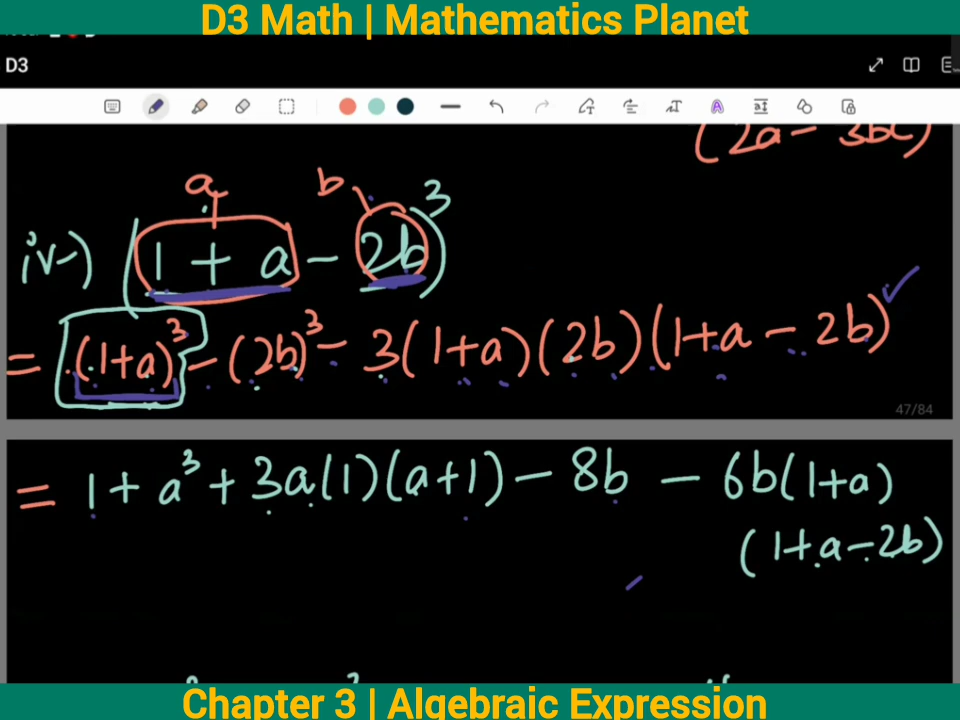 D3 Math | Mathematics Planet
D3
(2a - 3bc)
a
b
iv-) (1 + a - 2b)³
= (1+a)³ - (2b)³ - 3(1+a)(2b)(1+a - 2b)
47/84
= 1 + a³ + 3a(1)(a+1) - 8b - 6b(1+a)
(1+a-2b)
Chapter 3 | Algebraic Expression